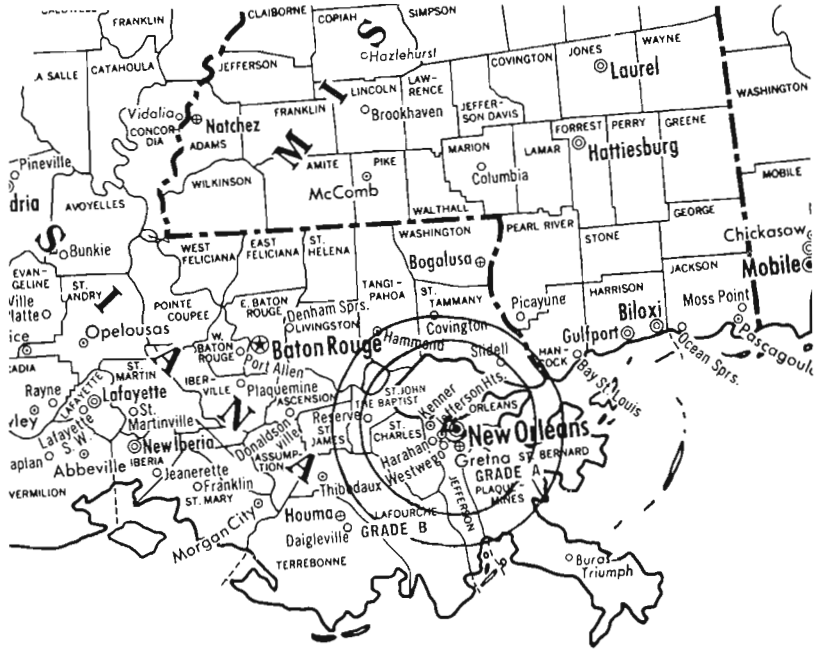 FRANKLIN
CLAIBORNE
COPIAH
SIMPSON
S
Hazlehurst
COVINGTON
JONES
WAYNE
Laurel
A SALLE
CATAHOULA
JEFFERSON
LINCOLN
LAW-
RENCE
WASHINGTON
I
Vidalia
Natchez
FRANKLIN
Brookhaven
JEFFER-
SON DAVIS
CONCOR-
DIA
ADAMS
M
FORREST
PERRY
GREENE
Hattiesburg
Pineville
AMITE
PIKE
MARION
LAMAR
Columbia
WILKINSON
McComb
MOBILE
dria
AVOYELLES
WALTHALL
GEORGE
S
Bunkie
WEST
FELICIANA
EAST
FELICIANA
ST.
HELENA
WASHINGTON
PEARL RIVER
STONE
Chickasaw
Bogalusa
Mobile
EVAN-
GELINE
ST.
LANDRY
I
POINTE
COUPEE
TANGI-
PAHOA
ST.
TAMMANY
JACKSON
HARRISON
Ville
Platte
E. BATON
ROUGE
Denham Sprs.
LIVINGSTON
Picayune
Biloxi
Moss Point
Opelousas
Covington
Gulfport
Pascagoula
ice
W.
BATON
ROUGE
Baton Rouge
Hammond
Slidell
HAN-
COCK
Bay St. Louis
Ocean Sprs.
A
Port Allen
CADIA
ST.
MARTIN
IBER-
VILLE
Plaquemine
Rayne
LAFAYETTE
Lafayette
ASCENSION
ST. JOHN
THE BAPTIST
Kenner
Jefferson Hts.
ORLEANS
wley
St.
Martinville
N
Reserve
Lafayette
S. W.
Donaldson-
ville
ST.
JAMES
ST.
CHARLES
New Orleans
New Iberia
Harahan
Westwego
Gretna
ST. BERNARD
aplan
Abbeville
IBERIA
ASSUMP-
TION
A
GRADE A
Jeanerette
Franklin
Thibodaux
JEFFERSON
PLAQUE-
MINES
VERMILION
ST. MARY
Houma
LAFOURCHE
Morgan City
Daigleville
GRADE B
TERREBONNE
Buras
Triumph